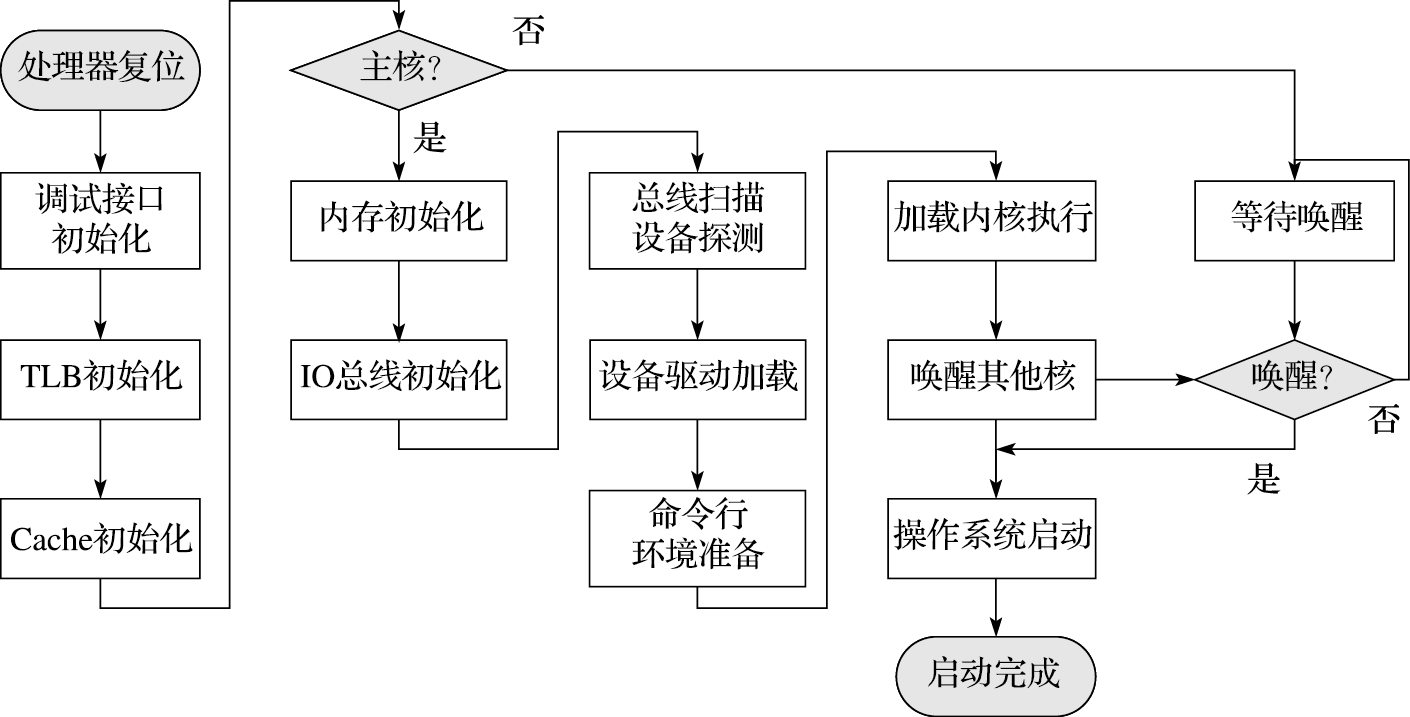 处理器复位
调试接口
初始化
TLB初始化
Cache初始化
主核?
否
是
内存初始化
IO总线初始化
总线扫描
设备探测
设备驱动加载
命令行
环境准备
加载内核执行
唤醒其他核
操作系统启动
启动完成
等待唤醒
唤醒?
否
是